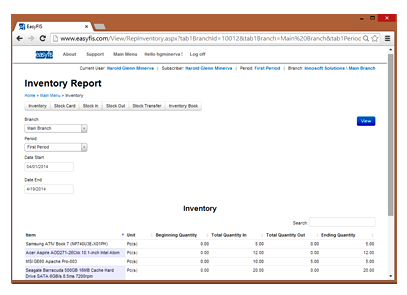 EasyFIS
www.easyfis.com/View/RepInventory.aspx?tab1BranchId=10012&tab1Branch=Main%20Branch&tab1Period
easyfis About Support Main Menu Hello hgminerva! Log off
Current User: Harold Glenn Minerva | Subscriber: Harold Glenn Minerva | Period: First Period | Branch: Innosoft Solutions | Main Branch
Inventory Report
Home » Main Menu » Inventory
Inventory Stock Card Stock In Stock Out Stock Transfer Inventory Book
Branch
Main Branch
View
Period
First Period
Date Start
04/01/2014
Date End
4/19/2014
Inventory
Search:
Item Unit Beginning Quantity Total Quantity In Total Quantity Out Ending Quantity
Samsung ATIV Book 7 (NP740U3E-X01PH) Pc(s) 0.00 5.00 0.00 5.00
Acer Aspire AOD271-26Ckk 10.1-inch Intel Atom Pc(s) 0.00 12.00 0.00 12.00
MSI GE60 Apache Pro-003 Pc(s) 0.00 10.00 5.00 5.00
Seagate Barracuda 500GB 16MB Cache Hard Pc(s) 0.00 20.00 0.00 20.00
Drive SATA 6GB/s 8.5ms 7200rpm